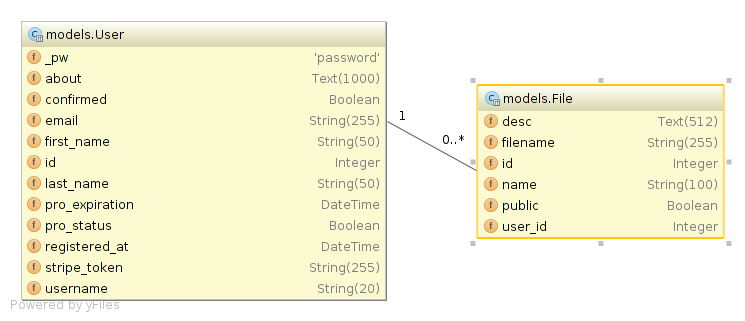 models.User
_pw 'password'
about Text(1000)
confirmed Boolean
email String(255)
first_name String(50)
id Integer
last_name String(50)
pro_expiration DateTime
pro_status Boolean
registered_at DateTime
stripe_token String(255)
username String(20)
1
0..*
models.File
desc Text(512)
filename String(255)
id Integer
name String(100)
public Boolean
user_id Integer
Powered by yFiles